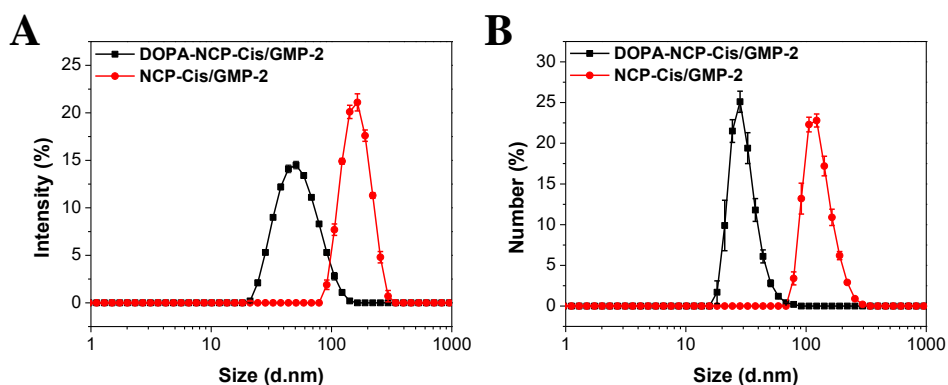 A
DOPA-NCP-Cis/GMP-2
NCP-Cis/GMP-2
Intensity (%)
25
20
15
10
5
0
1
10
100
1000
Size (d.nm)
B
DOPA-NCP-Cis/GMP-2
NCP-Cis/GMP-2
Number (%)
30
25
20
15
10
5
0
1
10
100
1000
Size (d.nm)